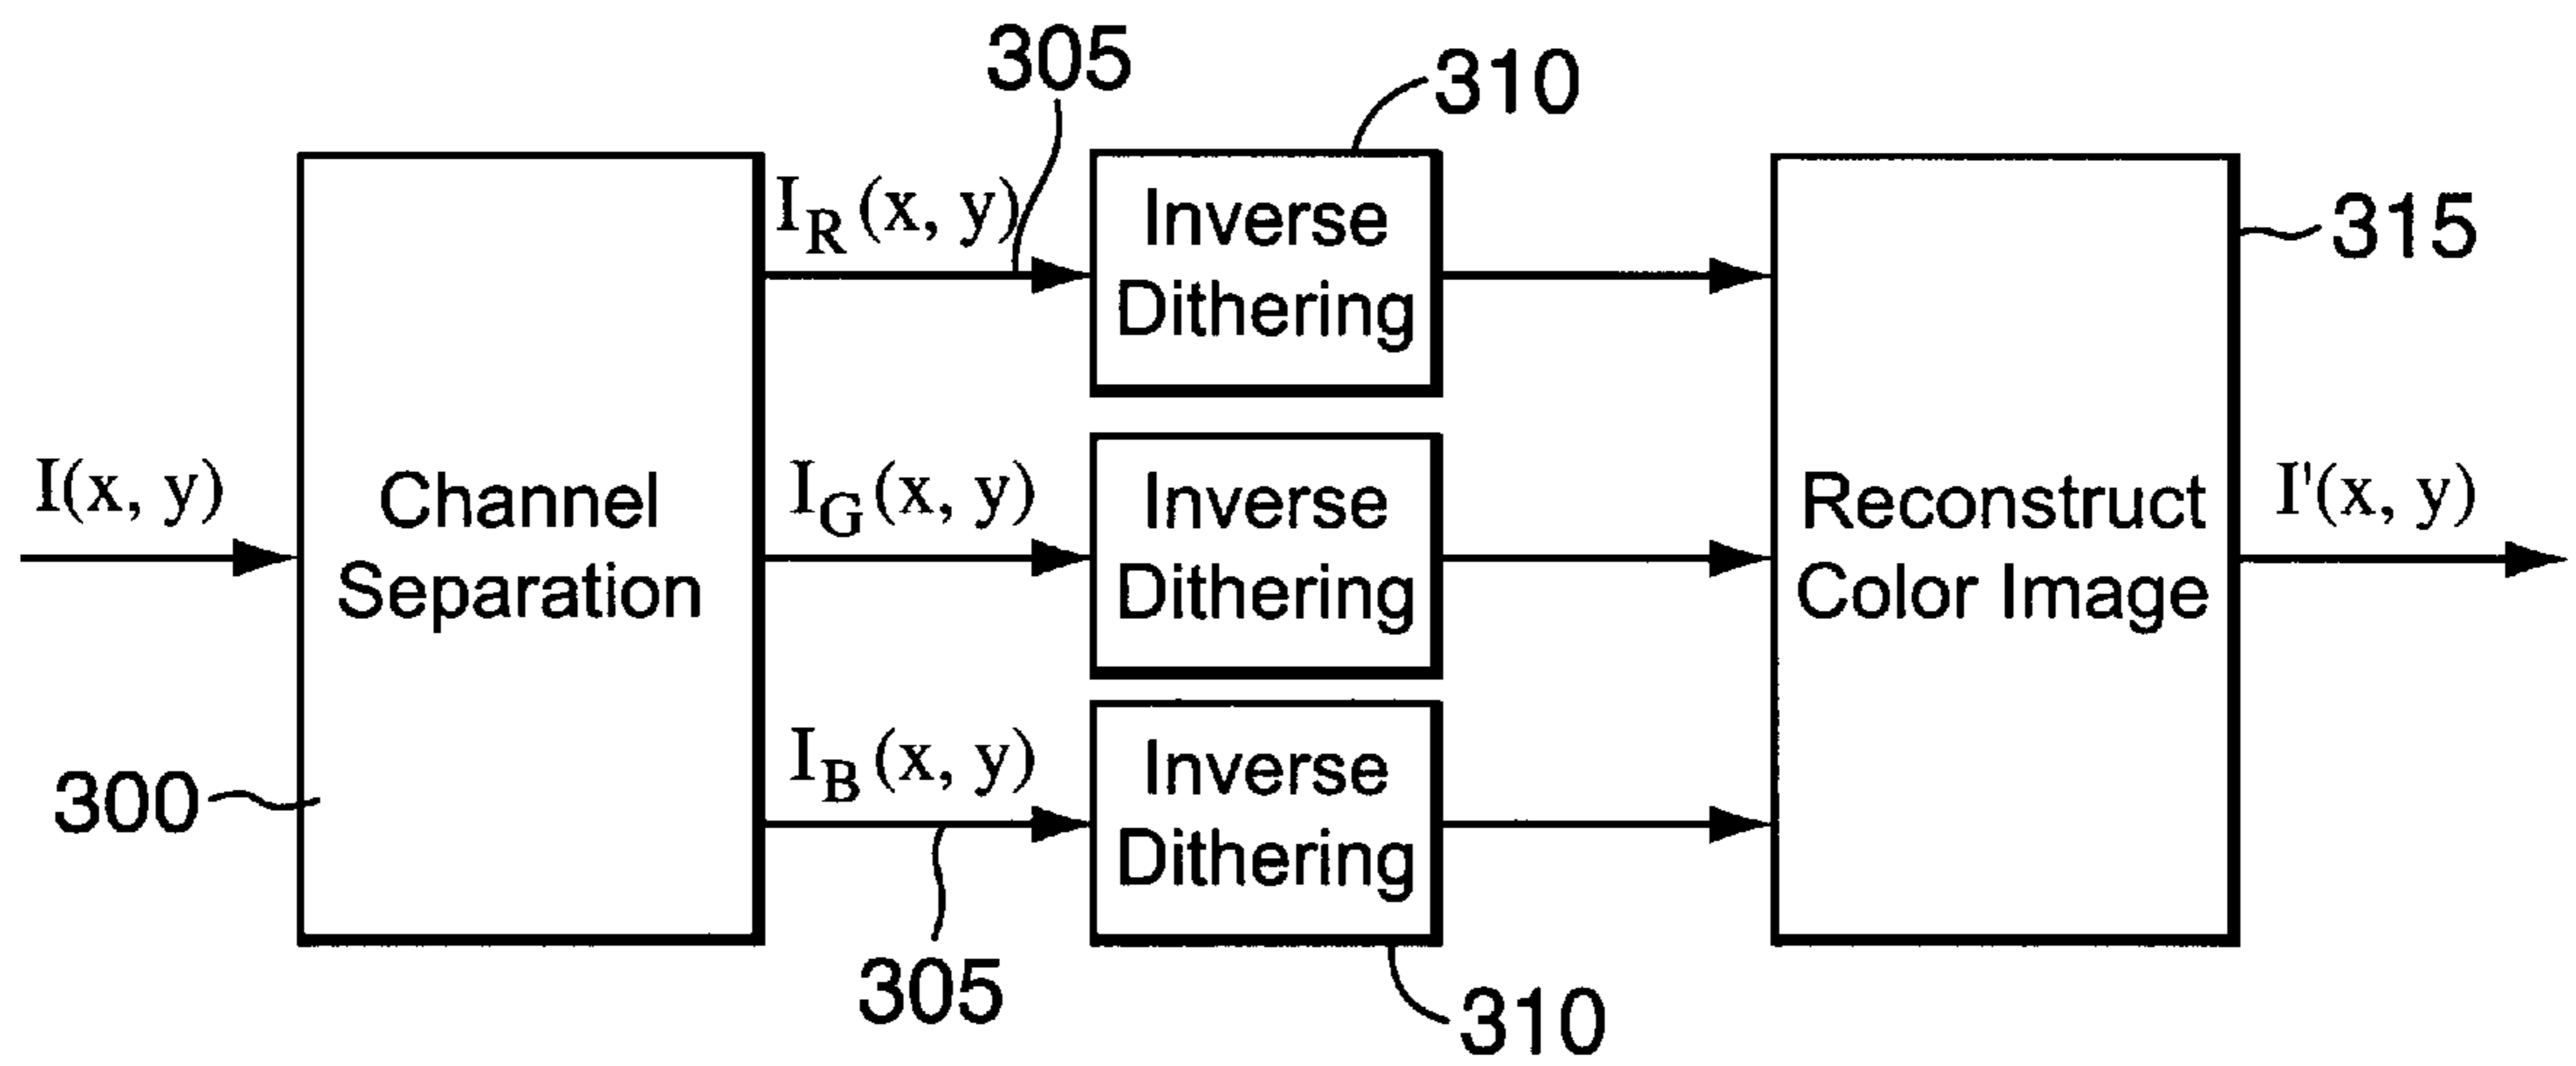 305
310
I_R (x, y)
Inverse
Dithering
315
I(x, y)
Channel
Separation
I_G (x, y)
Inverse
Dithering
Reconstruct
Color Image
I'(x, y)
300
I_B (x, y)
Inverse
Dithering
305
310